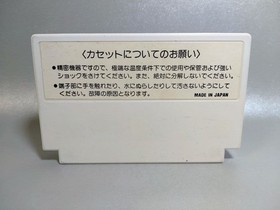 〈カセットについてのお願い〉
●精密機器ですので、極端な温度条件下での使用や保管および強い
ショックをさけてください。また、絶対に分解しないでください。
●端子部に手を触れたり、水にぬらしたりして汚さないようにして
ください。故障の原因となります。
MADE IN JAPAN